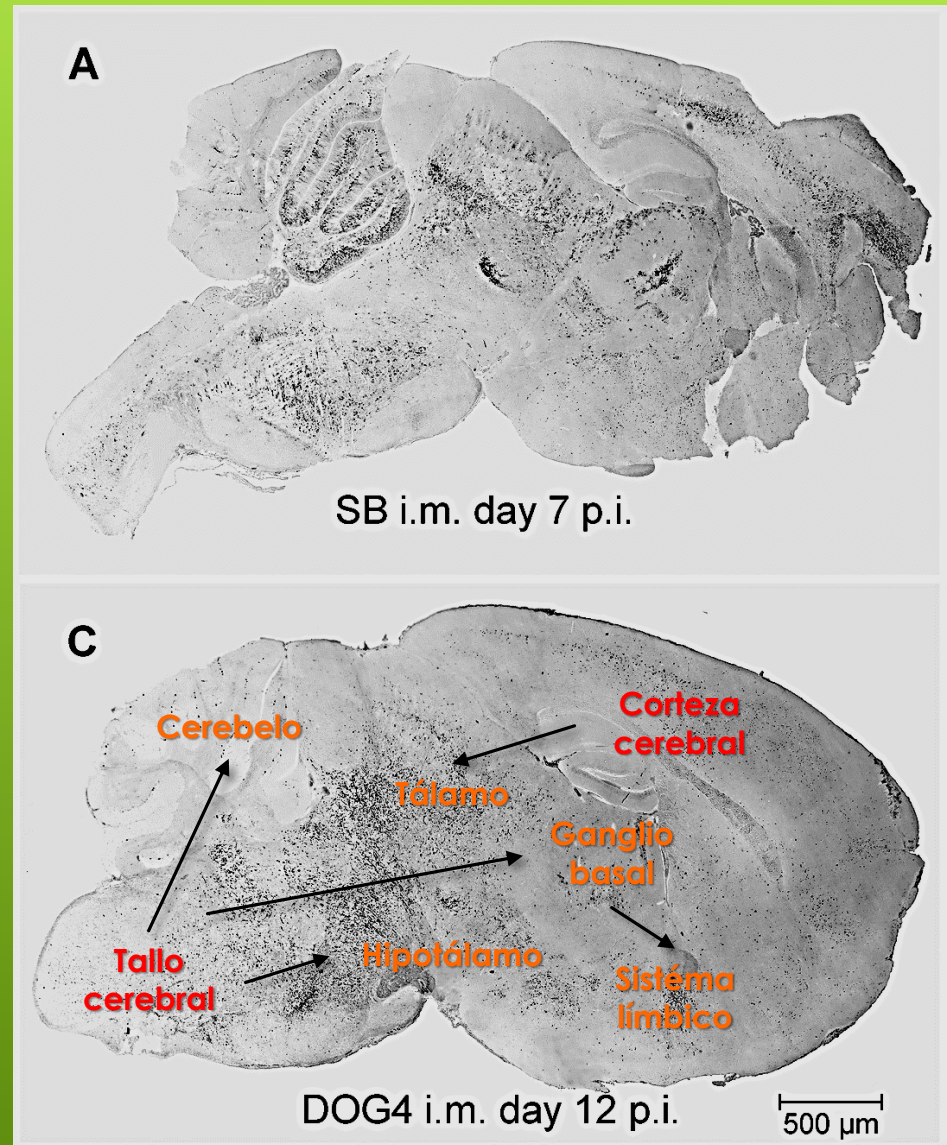 A
SB i.m. day 7 p.i.
C
Corteza
cerebral
Cerebelo
Tálamo
Ganglio
basal
Tallo
cerebral
Hipotálamo
Sistéma
límbico
DOG4 i.m. day 12 p.i.
500 µm